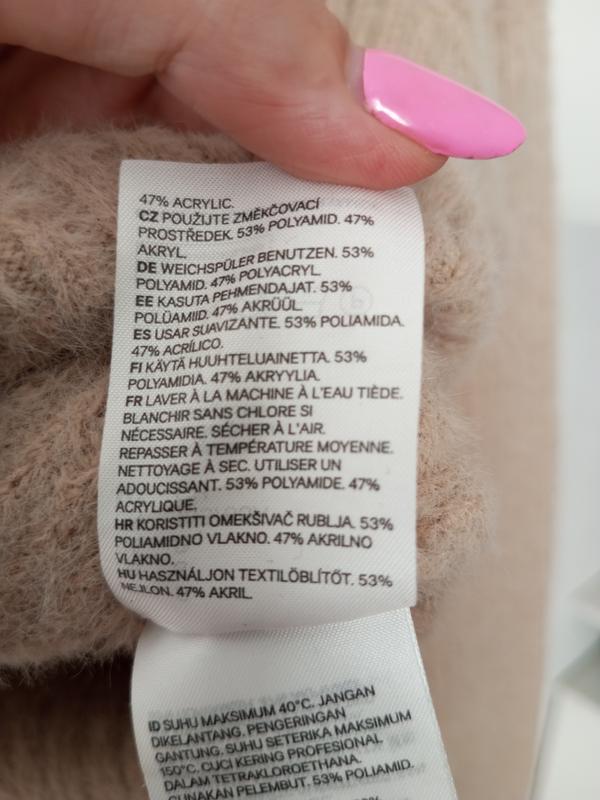 47% ACRYLIC.
CZ POUŽIJTE ZMĚKČOVACÍ
PROSTŘEDEK. 53% POLYAMID. 47%
AKRYL.
DE WEICHSPÜLER BENUTZEN. 53%
POLYAMID. 47% POLYACRYL.
EE KASUTA PEHMENDAJAT. 53%
POLÜAMIID. 47% AKRÜÜL.
ES USAR SUAVIZANTE. 53% POLIAMIDA.
47% ACRÍLICO.
FI KÄYTÄ HUUHTELUAINETTA. 53%
POLYAMIDIA. 47% AKRYYLIA.
FR LAVER À LA MACHINE À L'EAU TIÈDE.
BLANCHIR SANS CHLORE SI
NÉCESSAIRE. SÉCHER À L'AIR.
REPASSER À TEMPÉRATURE MOYENNE.
NETTOYAGE À SEC. UTILISER UN
ADOUCISSANT. 53% POLYAMIDE. 47%
ACRYLIQUE.
HR KORISTITI OMEKŠIVAČ RUBLJA. 53%
POLIAMIDNO VLAKNO. 47% AKRILNO
VLAKNO.
HU HASZNÁLJON TEXTILÖBLÍTŐT. 53%
NEJLON. 47% AKRIL.
ID SUHU MAKSIMUM 40°C. JANGAN
DIKELANTANG. PENGERINGAN
GANTUNG. SUHU SETERIKA MAKSIMUM
150°C. CUCI KERING PROFESIONAL
DALAM TETRAKLOROETHANA.
GUNAKAN PELEMBUT. 53% POLIAMID.